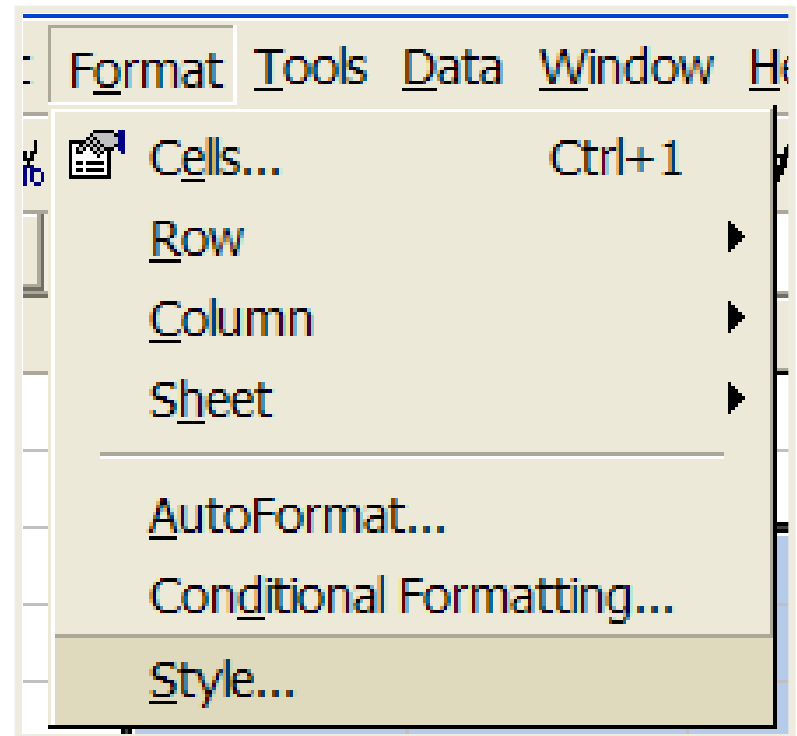 Format Tools Data Window
Cells... Ctrl+1
Row
Column
Sheet
AutoFormat...
Conditional Formatting...
Style...